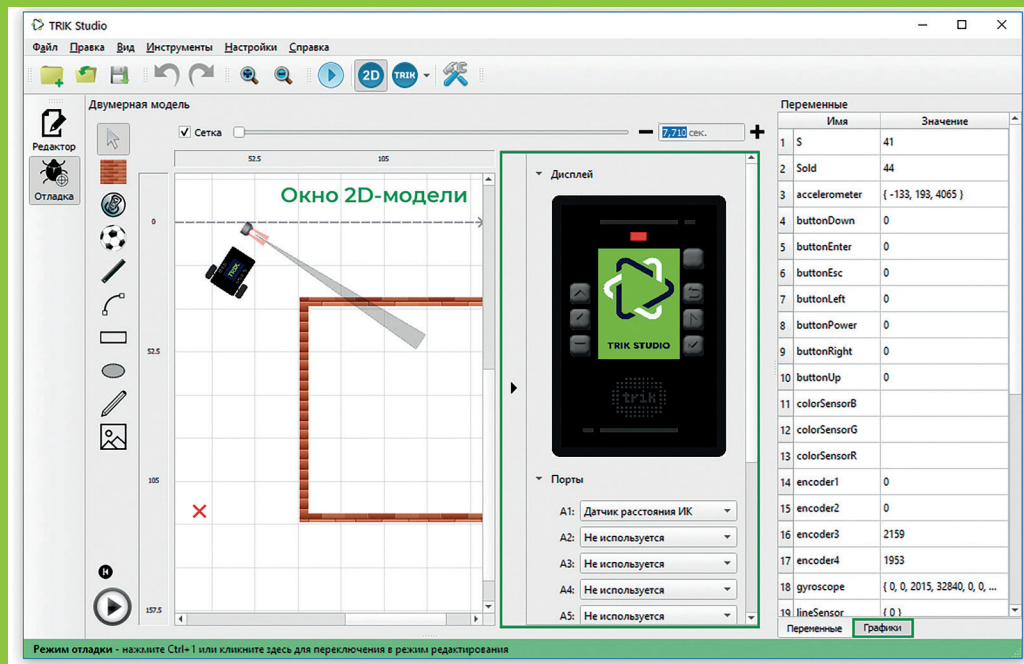 TRIK Studio
Файл Правка Вид Инструменты Настройки Справка
2D TRIK
Двумерная модель
Редактор
Отладка
Сетка
7,710 сек.
52.5 105
0
52.5
105
157.5
Окно 2D-модели
TRIK
Дисплей
TRIK STUDIO
trik
Порты
A1: Датчик расстояния ИК
A2: Не используется
A3: Не используется
A4: Не используется
A5: Не используется
Переменные
Имя Значение
1 S 41
2 Sold 44
3 accelerometer { -133, 193, 4065 }
4 buttonDown 0
5 buttonEnter 0
6 buttonEsc 0
7 buttonLeft 0
8 buttonPower 0
9 buttonRight 0
10 buttonUp 0
11 colorSensorB
12 colorSensorG
13 colorSensorR
14 encoder1 0
15 encoder2 0
16 encoder3 2159
17 encoder4 1953
18 gyroscope { 0, 0, 2015, 32840, 0, 0, ...
19 lineSensor { 0 }
Переменные Графики
Режим отладки - нажмите Ctrl+1 или кликните здесь для переключения в режим редактирования